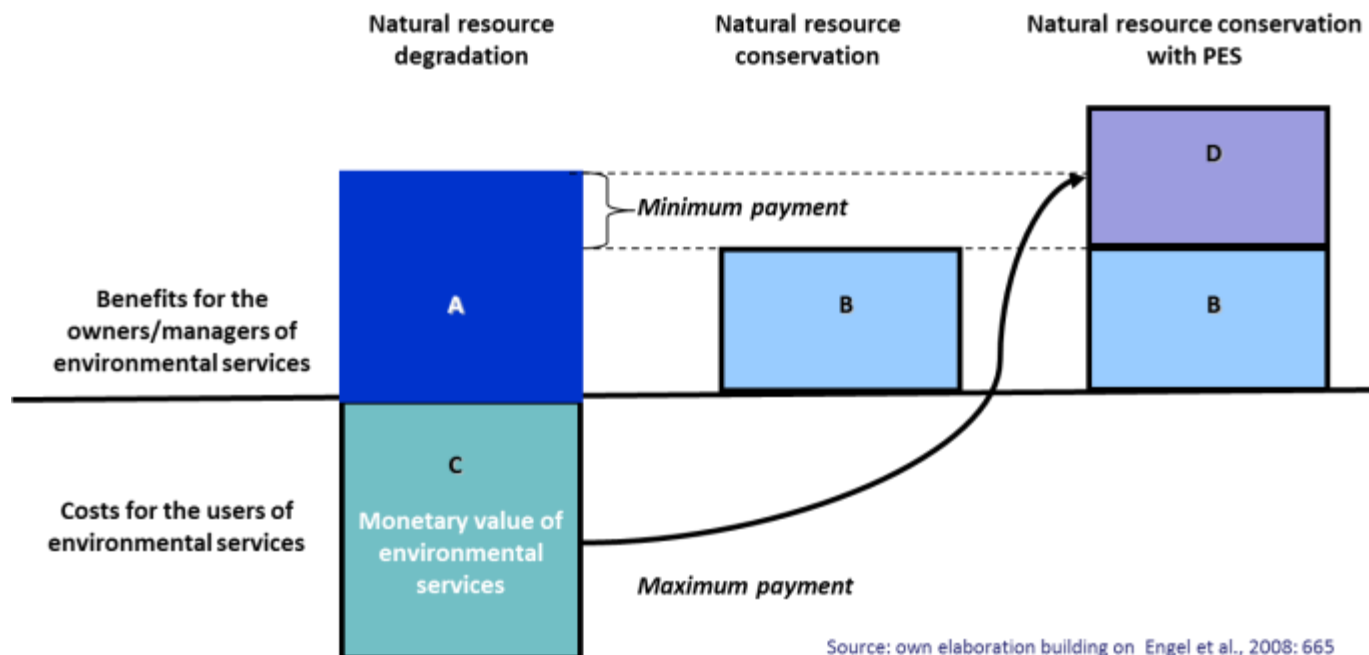 Natural resource
degradation
Natural resource
conservation
Natural resource conservation
with PES
D
Minimum payment
Benefits for the
owners/managers of
environmental services
A
B
B
C
Costs for the users of
environmental services
Monetary value of
environmental
services
Maximum payment
Source: own elaboration building on Engel et al., 2008: 665